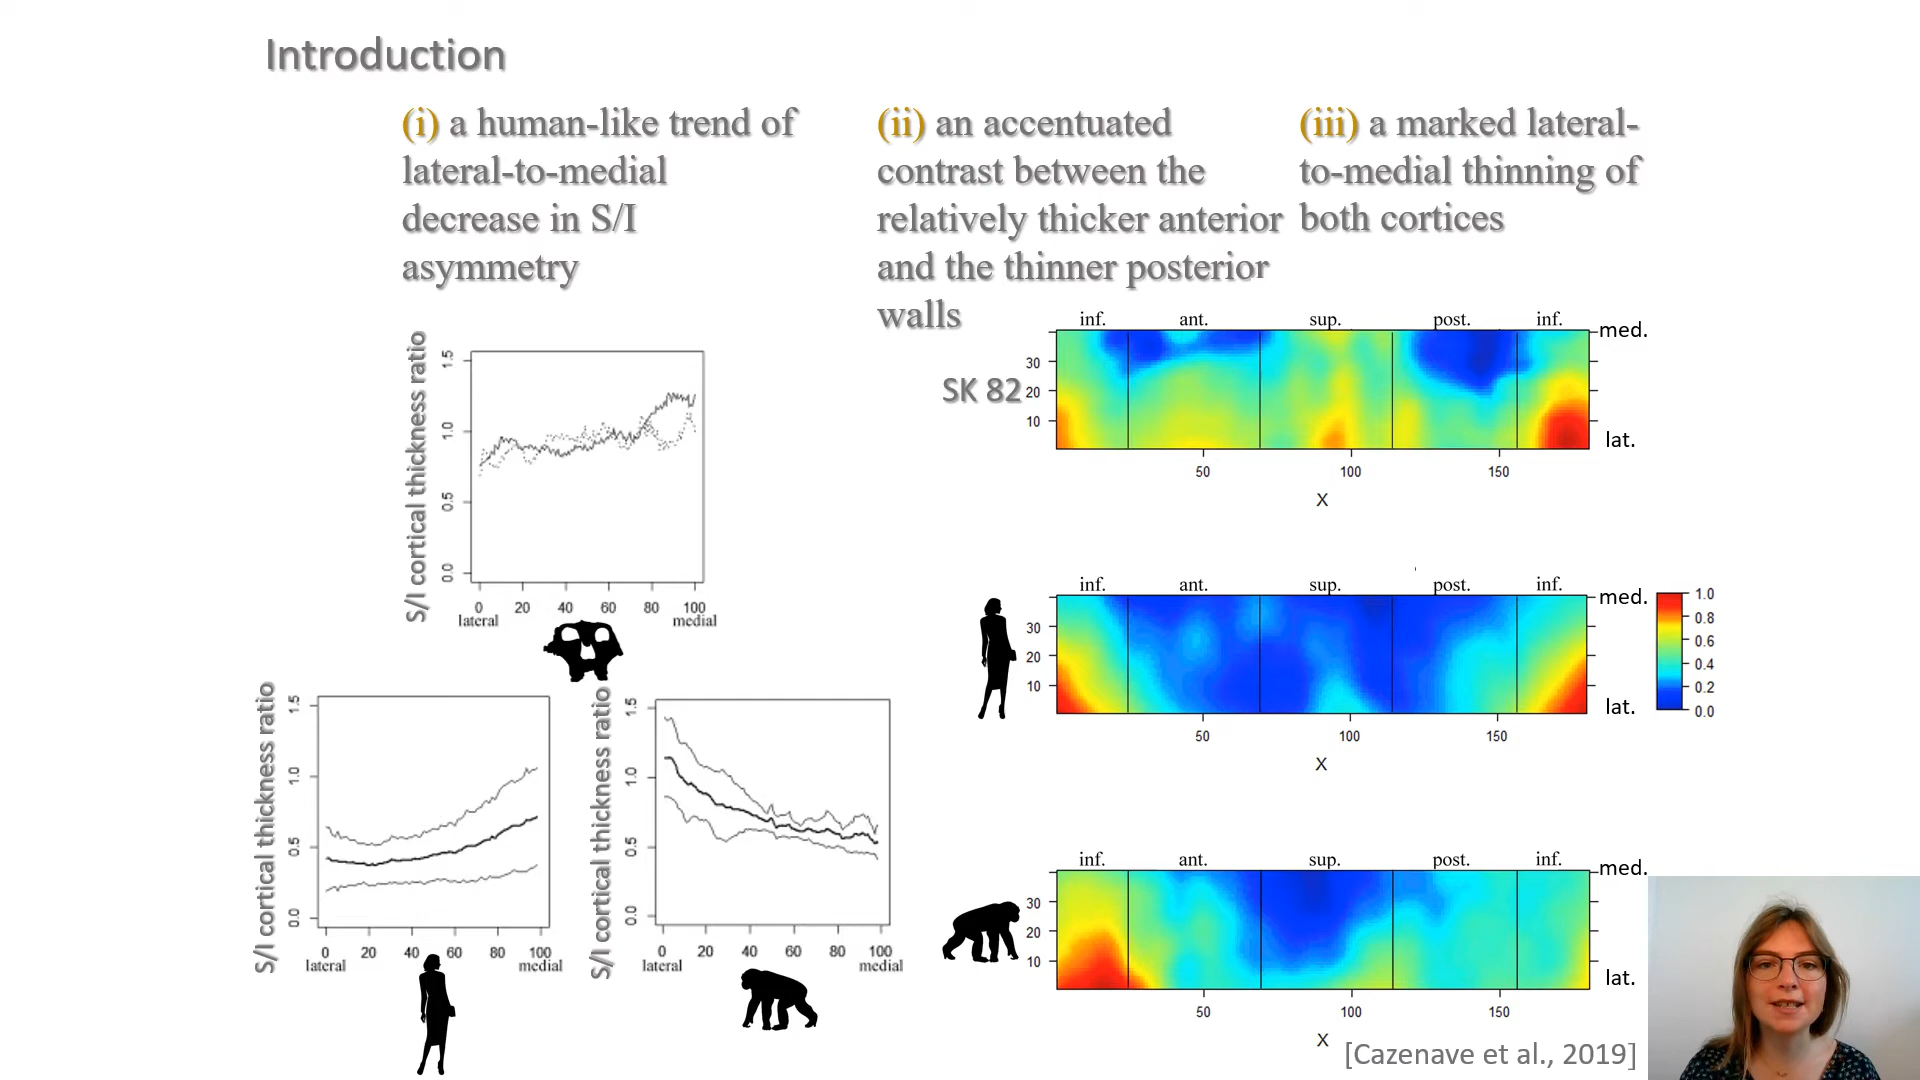 Introduction
(i) a human-like trend of
lateral-to-medial
decrease in S/I
asymmetry
(ii) an accentuated
contrast between the
relatively thicker anterior
and the thinner posterior
walls
(iii) a marked lateral-
to-medial thinning of
both cortices
S/I cortical thickness ratio
1.5
1.0
0.5
0.0
0 20 40 60 80 100
lateral medial
S/I cortical thickness ratio
1.5
1.0
0.5
0.0
0 20 40 60 80 100
lateral medial
S/I cortical thickness ratio
1.5
1.0
0.5
0.0
0 20 40 60 80 100
lateral medial
SK 82
inf. ant. sup. post. inf.
med.
30
20
10
lat.
50 100 150
X
inf. ant. sup. post. inf.
med.
30
20
10
lat.
50 100 150
X
1.0
0.8
0.6
0.4
0.2
0.0
inf. ant. sup. post. inf.
med.
30
20
10
lat.
50 100 150
X
[Cazenave et al., 2019]